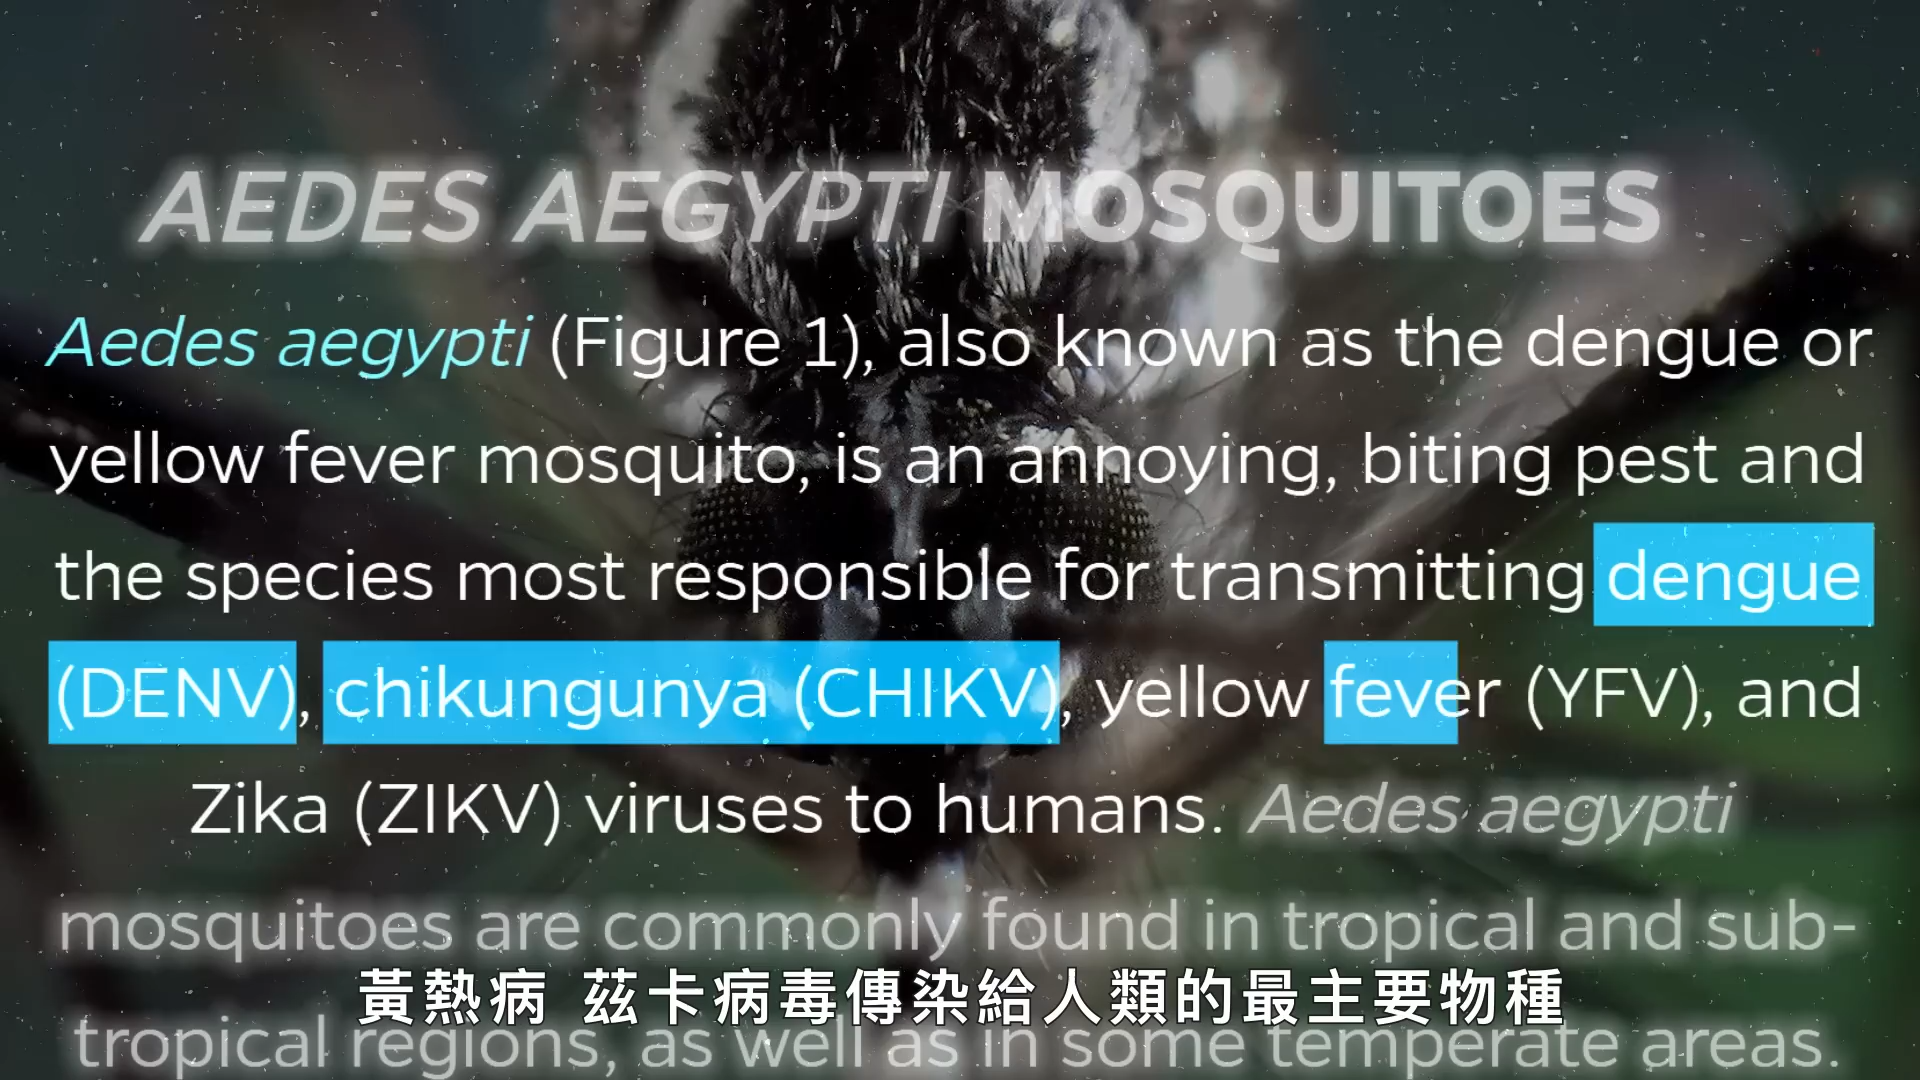 AEDES AEGYPTI MOSQUITOES
Aedes aegypti (Figure 1), also known as the dengue or
yellow fever mosquito, is an annoying, biting pest and
the species most responsible for transmitting dengue
(DENV), chikungunya (CHIKV), yellow fever (YFV), and
Zika (ZIKV) viruses to humans. Aedes aegypti
mosquitoes are commonly found in tropical and sub-
黃熱病 茲卡病毒傳染給人類的最主要物種
tropical regions, as well as in some temperate areas.